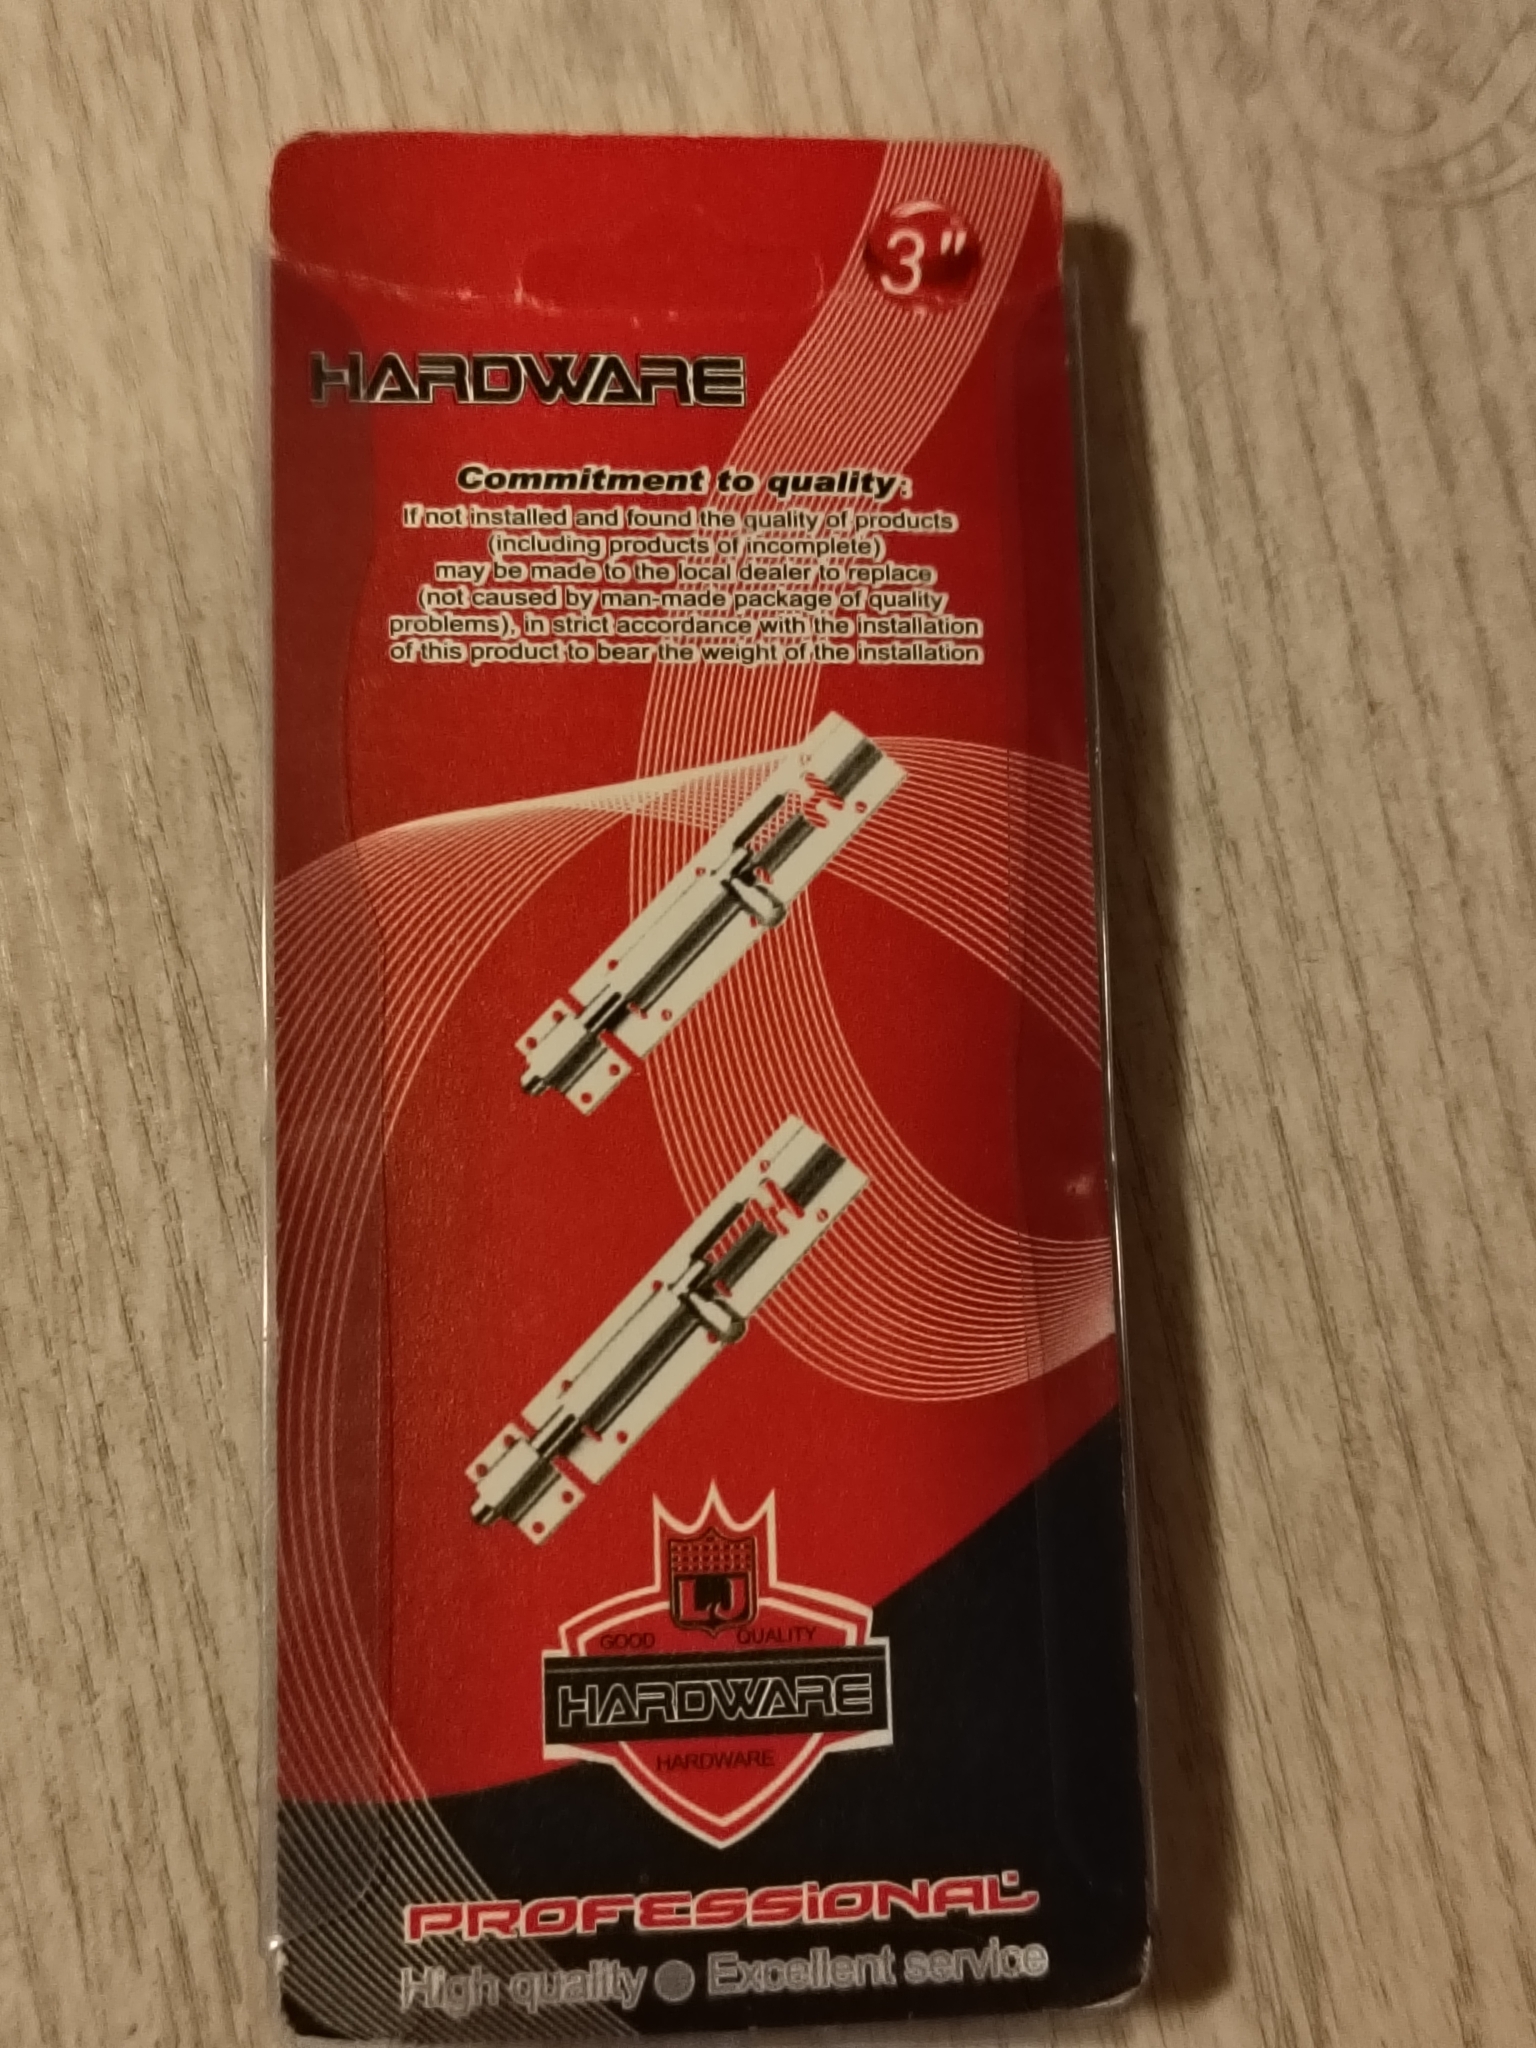 3"
HARDWARE
Commitment to quality:
If not installed and found the quality of products
(including products of incomplete)
may be made to the local dealer to replace
(not caused by man-made package of quality
problems), in strict accordance with the installation
of this product to bear the weight of the installation
LJ
GOOD QUALITY
HARDWARE
HARDWARE
PROFESSiONAL
High quality ● Excellent service